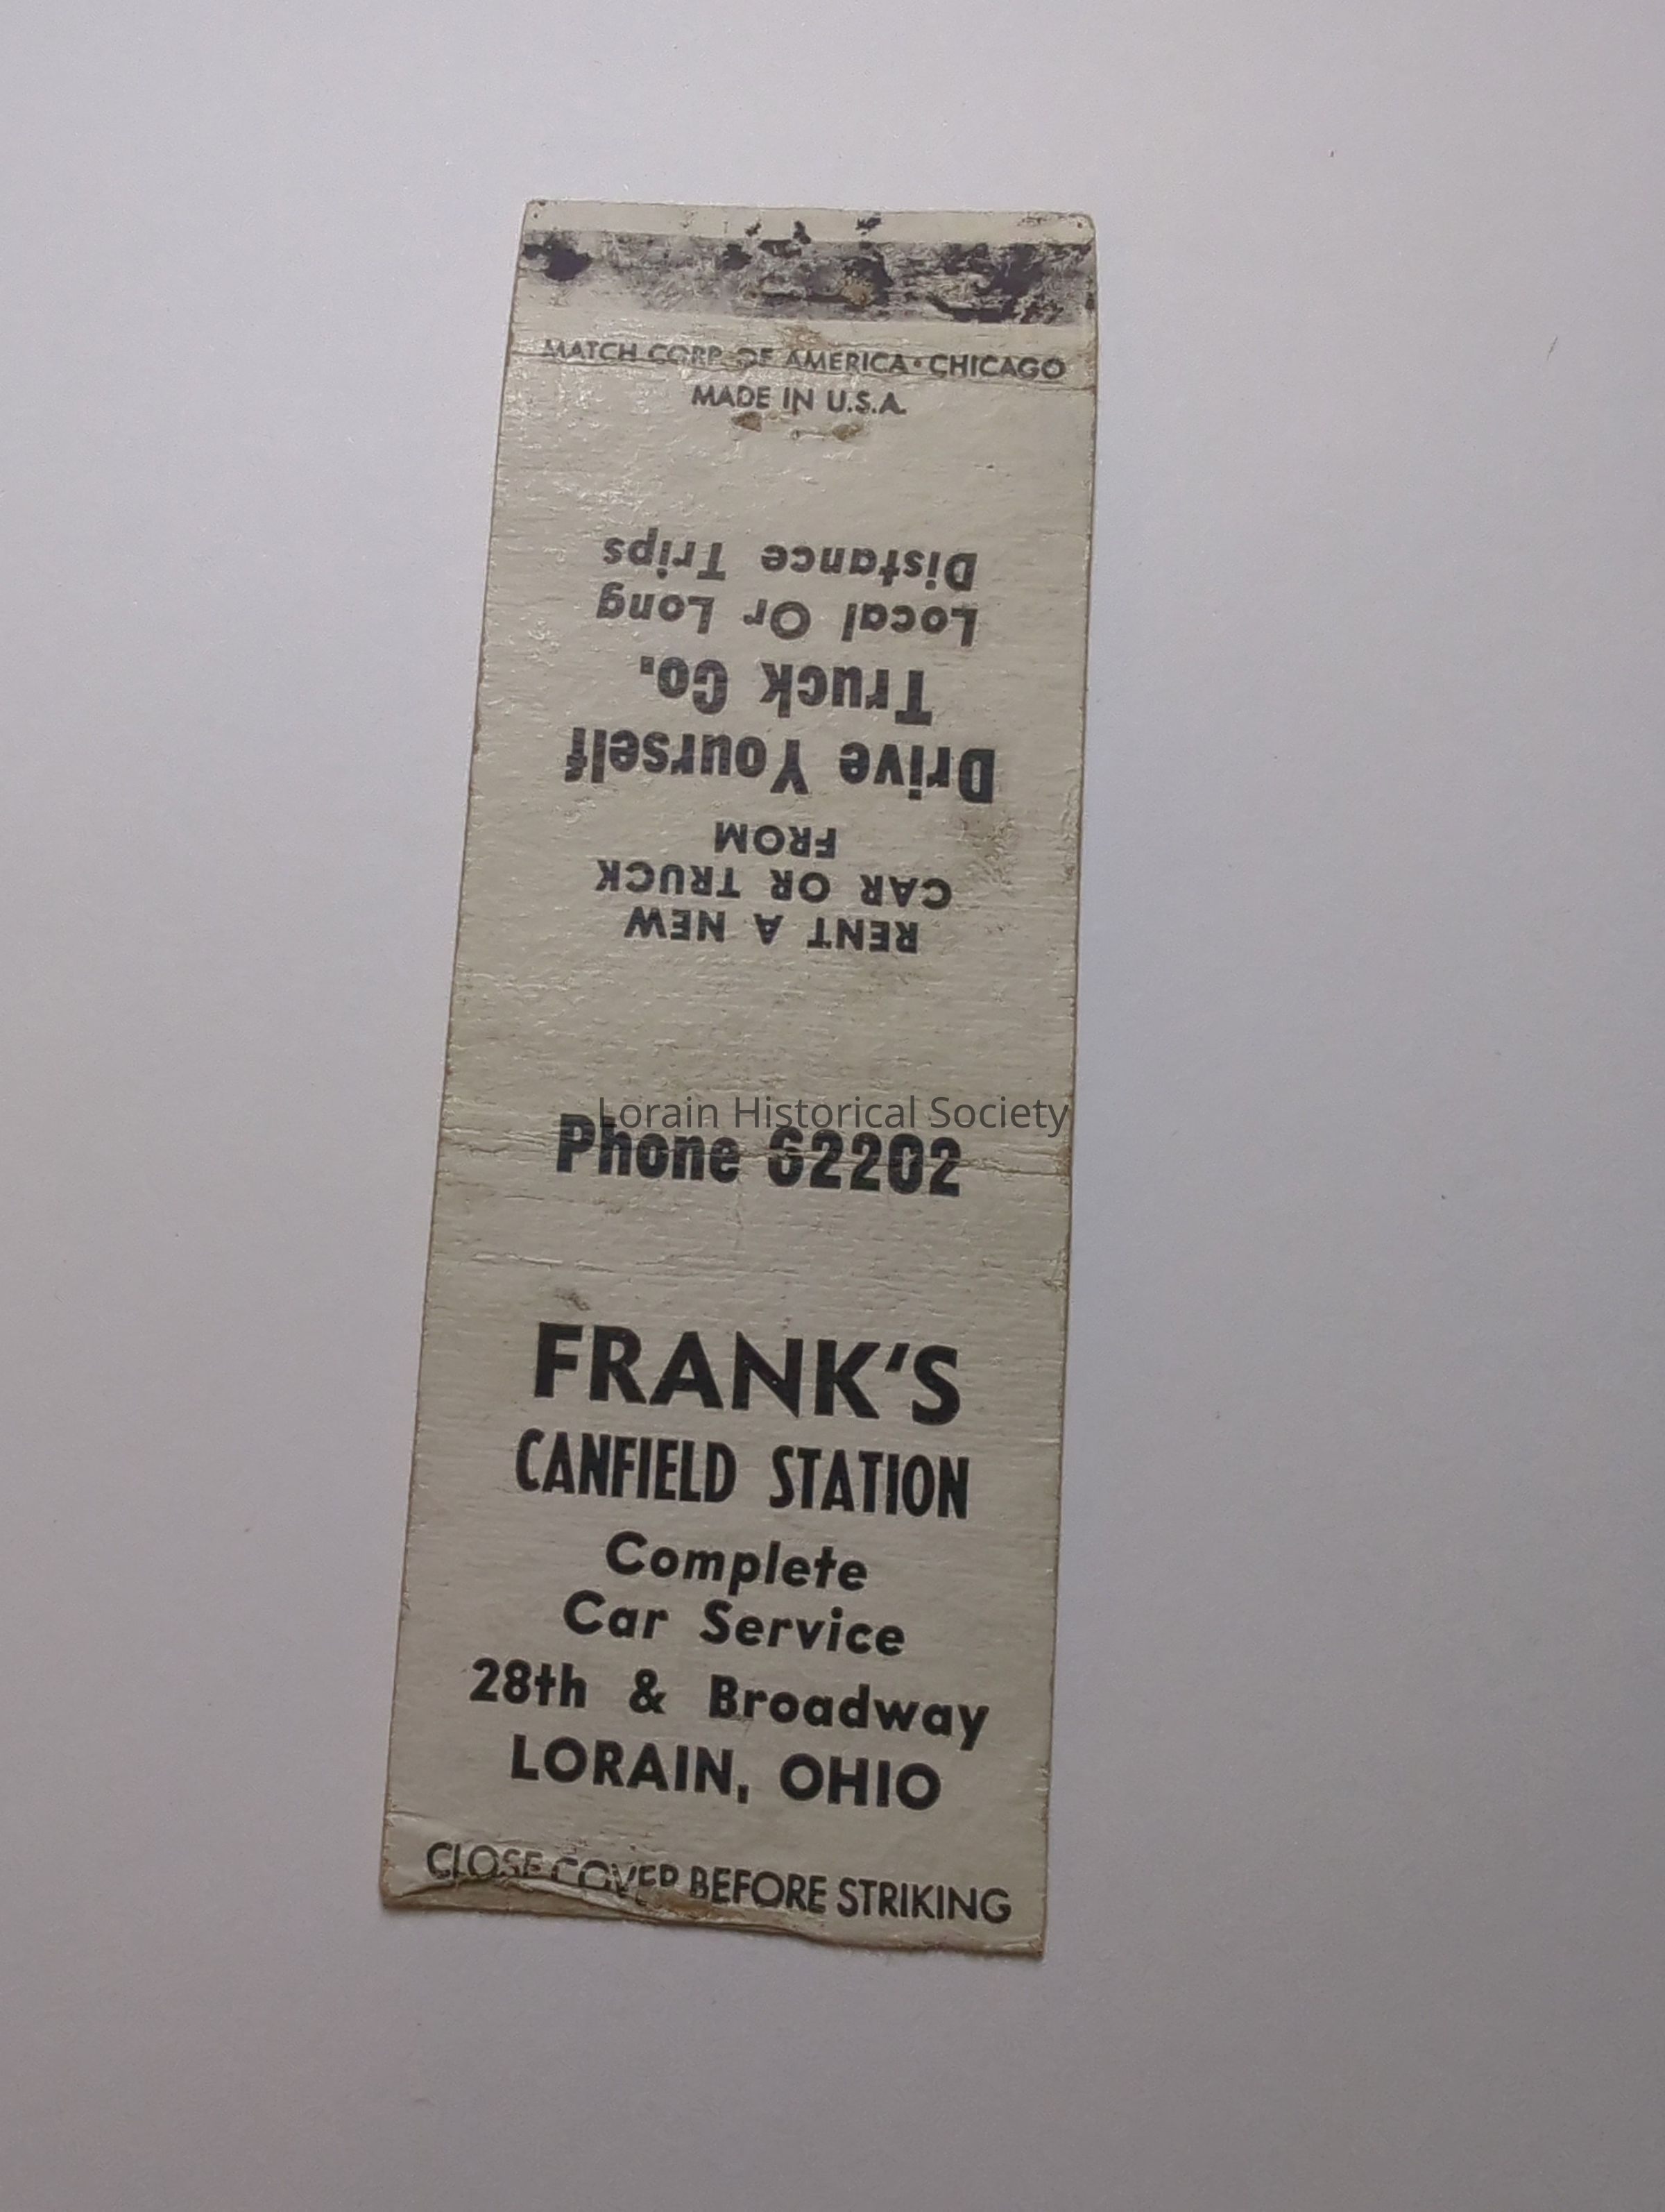 MATCH CORP OF AMERICA • CHICAGO
MADE IN U.S.A.
RENT A NEW
CAR OR TRUCK
FROM
Drive Yourself
Truck Co.
Local Or Long
Distance Trips
Lorain Historical Society
Phone 62202
FRANK'S
CANFIELD STATION
Complete
Car Service
28th & Broadway
LORAIN, OHIO
CLOSE COVER BEFORE STRIKING